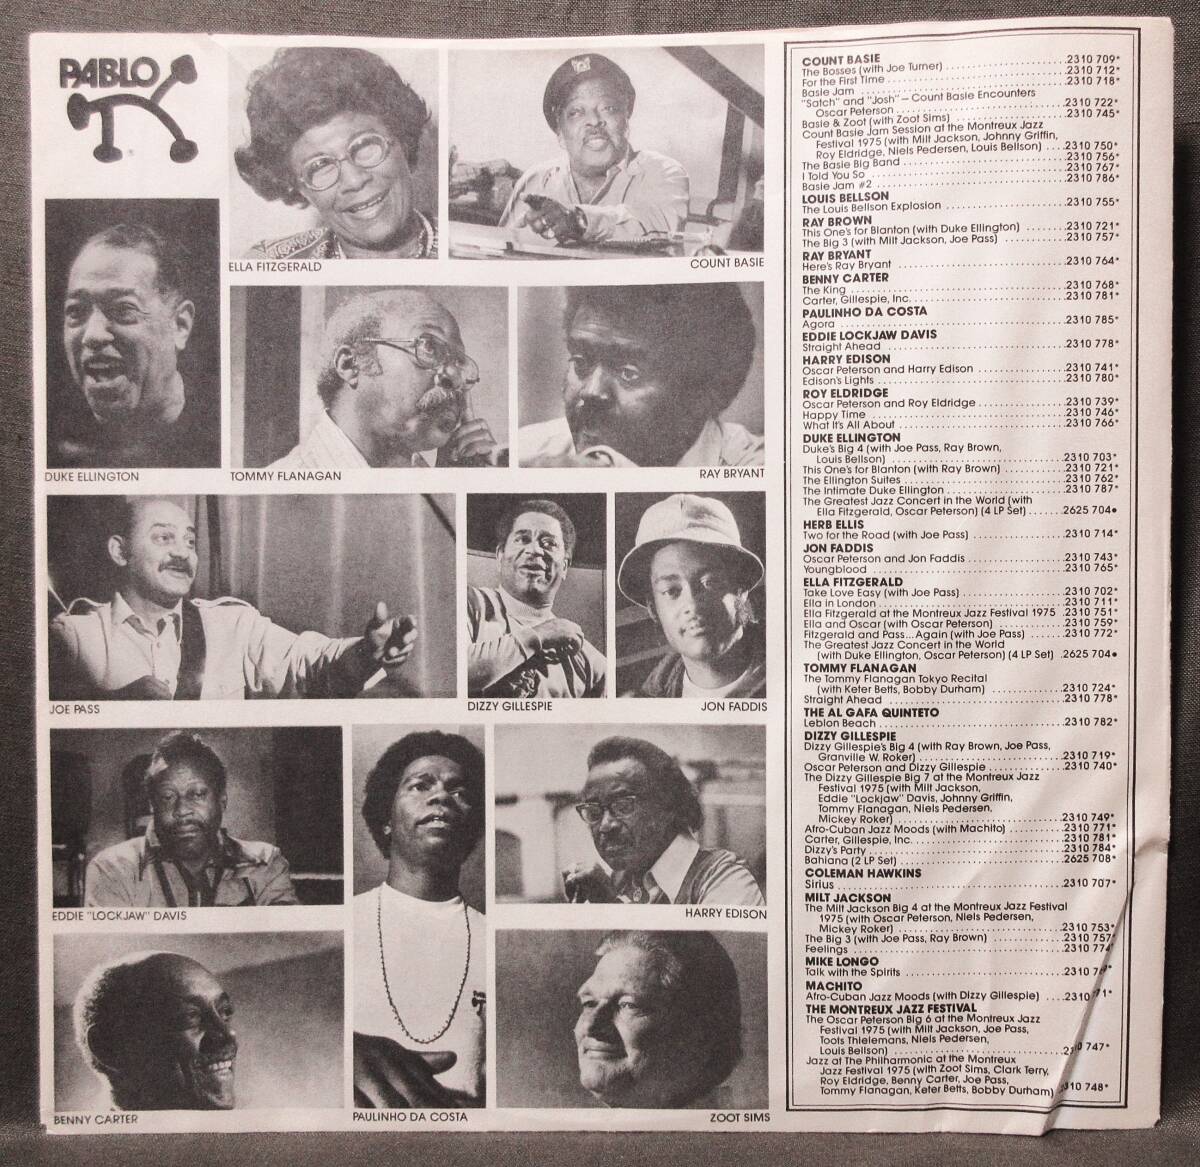 PABLO
ELLA FITZGERALD
COUNT BASIE
DUKE ELLINGTON
TOMMY FLANAGAN
RAY BRYANT
JOE PASS
DIZZY GILLESPIE
JON FADDIS
EDDIE "LOCKJAW" DAVIS
HARRY EDISON
BENNY CARTER
PAULINHO DA COSTA
ZOOT SIMS
COUNT BASIE
The Bosses (with Joe Turner) 2310 709*
For the First Time 2310 712*
Basie Jam 2310 718*
"Satch" and "Josh" – Count Basie Encounters
Oscar Peterson 2310 722*
Basie & Zoot (with Zoot Sims) 2310 745*
Count Basie Jam Session at the Montreux Jazz
Festival 1975 (with Milt Jackson, Johnny Griffin,
Roy Eldridge, Niels Pedersen, Louis Bellson) 2310 750*
The Basie Big Band 2310 756*
I Told You So 2310 767*
Basie Jam #2 2310 786*
LOUIS BELLSON
The Louis Bellson Explosion 2310 755*
RAY BROWN
This One's for Blanton (with Duke Ellington) 2310 721*
The Big 3 (with Milt Jackson, Joe Pass) 2310 757*
RAY BRYANT
Here's Ray Bryant 2310 764*
BENNY CARTER
The King 2310 768*
Carter, Gillespie, Inc. 2310 781*
PAULINHO DA COSTA
Agora 2310 785*
EDDIE LOCKJAW DAVIS
Straight Ahead 2310 778*
HARRY EDISON
Oscar Peterson and Harry Edison 2310 741*
Edison's Lights 2310 780*
ROY ELDRIDGE
Oscar Peterson and Roy Eldridge 2310 739*
Happy Time 2310 746*
What It's All About 2310 766*
DUKE ELLINGTON
Duke's Big 4 (with Joe Pass, Ray Brown,
Louis Bellson) 2310 703*
This One's for Blanton (with Ray Brown) 2310 721*
The Ellington Suites 2310 762*
The Intimate Duke Ellington 2310 787*
The Greatest Jazz Concert in the World (with
Ella Fitzgerald, Oscar Peterson) (4 LP Set) 2625 704●
HERB ELLIS
Two for the Road (with Joe Pass) 2310 714*
JON FADDIS
Oscar Peterson and Jon Faddis 2310 743*
Youngblood 2310 765*
ELLA FITZGERALD
Take Love Easy (with Joe Pass) 2310 702*
Ella in London 2310 711*
Ella Fitzgerald at the Montreux Jazz Festival 1975 2310 751*
Ella and Oscar (with Oscar Peterson) 2310 759*
Fitzgerald and Pass...Again (with Joe Pass) 2310 772*
The Greatest Jazz Concert in the World
(with Duke Ellington, Oscar Peterson) (4 LP Set) 2625 704●
TOMMY FLANAGAN
The Tommy Flanagan Tokyo Recital
(with Keter Betts, Bobby Durham) 2310 724*
Straight Ahead 2310 778*
THE AL GAFA QUINTETO
Leblon Beach 2310 782*
DIZZY GILLESPIE
Dizzy Gillespie's Big 4 (with Ray Brown, Joe Pass,
Granville W. Roker) 2310 719*
Oscar Peterson and Dizzy Gillespie 2310 740*
The Dizzy Gillespie Big 7 at the Montreux Jazz
Festival 1975 (with Milt Jackson,
Eddie "Lockjaw" Davis, Johnny Griffin,
Tommy Flanagan, Niels Pedersen,
Mickey Roker) 2310 749*
Afro-Cuban Jazz Moods (with Machito) 2310 771*
Carter, Gillespie, Inc. 2310 781*
Dizzy's Party 2310 784*
Bahiana (2 LP Set) 2625 708*
COLEMAN HAWKINS
Sirius 2310 707*
MILT JACKSON
The Milt Jackson Big 4 at the Montreux Jazz Festival
1975 (with Oscar Peterson, Niels Pedersen,
Mickey Roker) 2310 753*
The Big 3 (with Joe Pass, Ray Brown) 2310 757*
Feelings 2310 774*
MIKE LONGO
Talk with the Spirits 2310
MACHITO
Afro-Cuban Jazz Moods (with Dizzy Gillespie) 2310 771*
THE MONTREUX JAZZ FESTIVAL
The Oscar Peterson Big 6 at the Montreux Jazz
Festival 1975 (with Milt Jackson, Joe Pass,
Toots Thielemans, Niels Pedersen,
Louis Bellson) 2310 747*
Jazz at The Philharmonic at the Montreux
Jazz Festival 1975 (with Zoot Sims, Clark Terry,
Roy Eldridge, Benny Carter, Joe Pass,
Tommy Flanagan, Keter Betts, Bobby Durham) 2310 748*